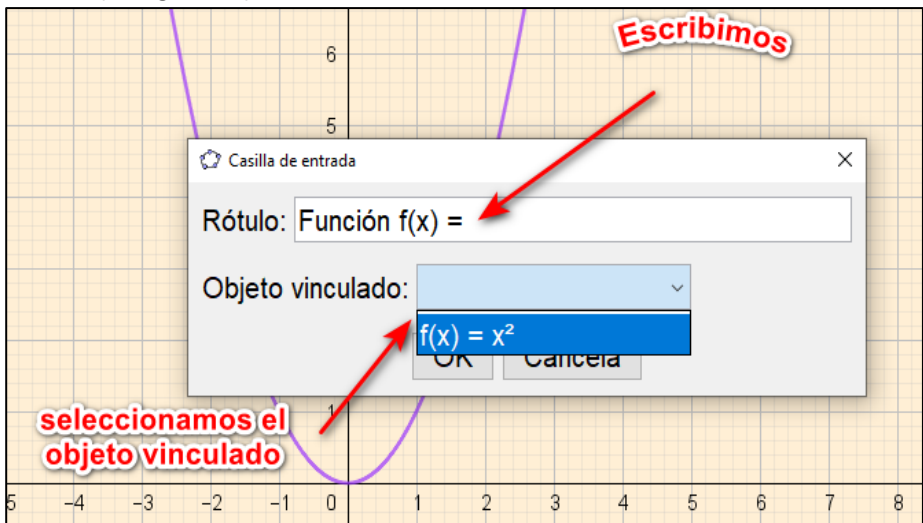 Escribimos
6
5
Casilla de entrada
Rótulo: Función f(x) =
Objeto vinculado:
f(x) = x²
OK Cancela
seleccionamos el
objeto vinculado
1
5 -4 -3 -2 -1 0 1 2 3 4 5 6 7 8